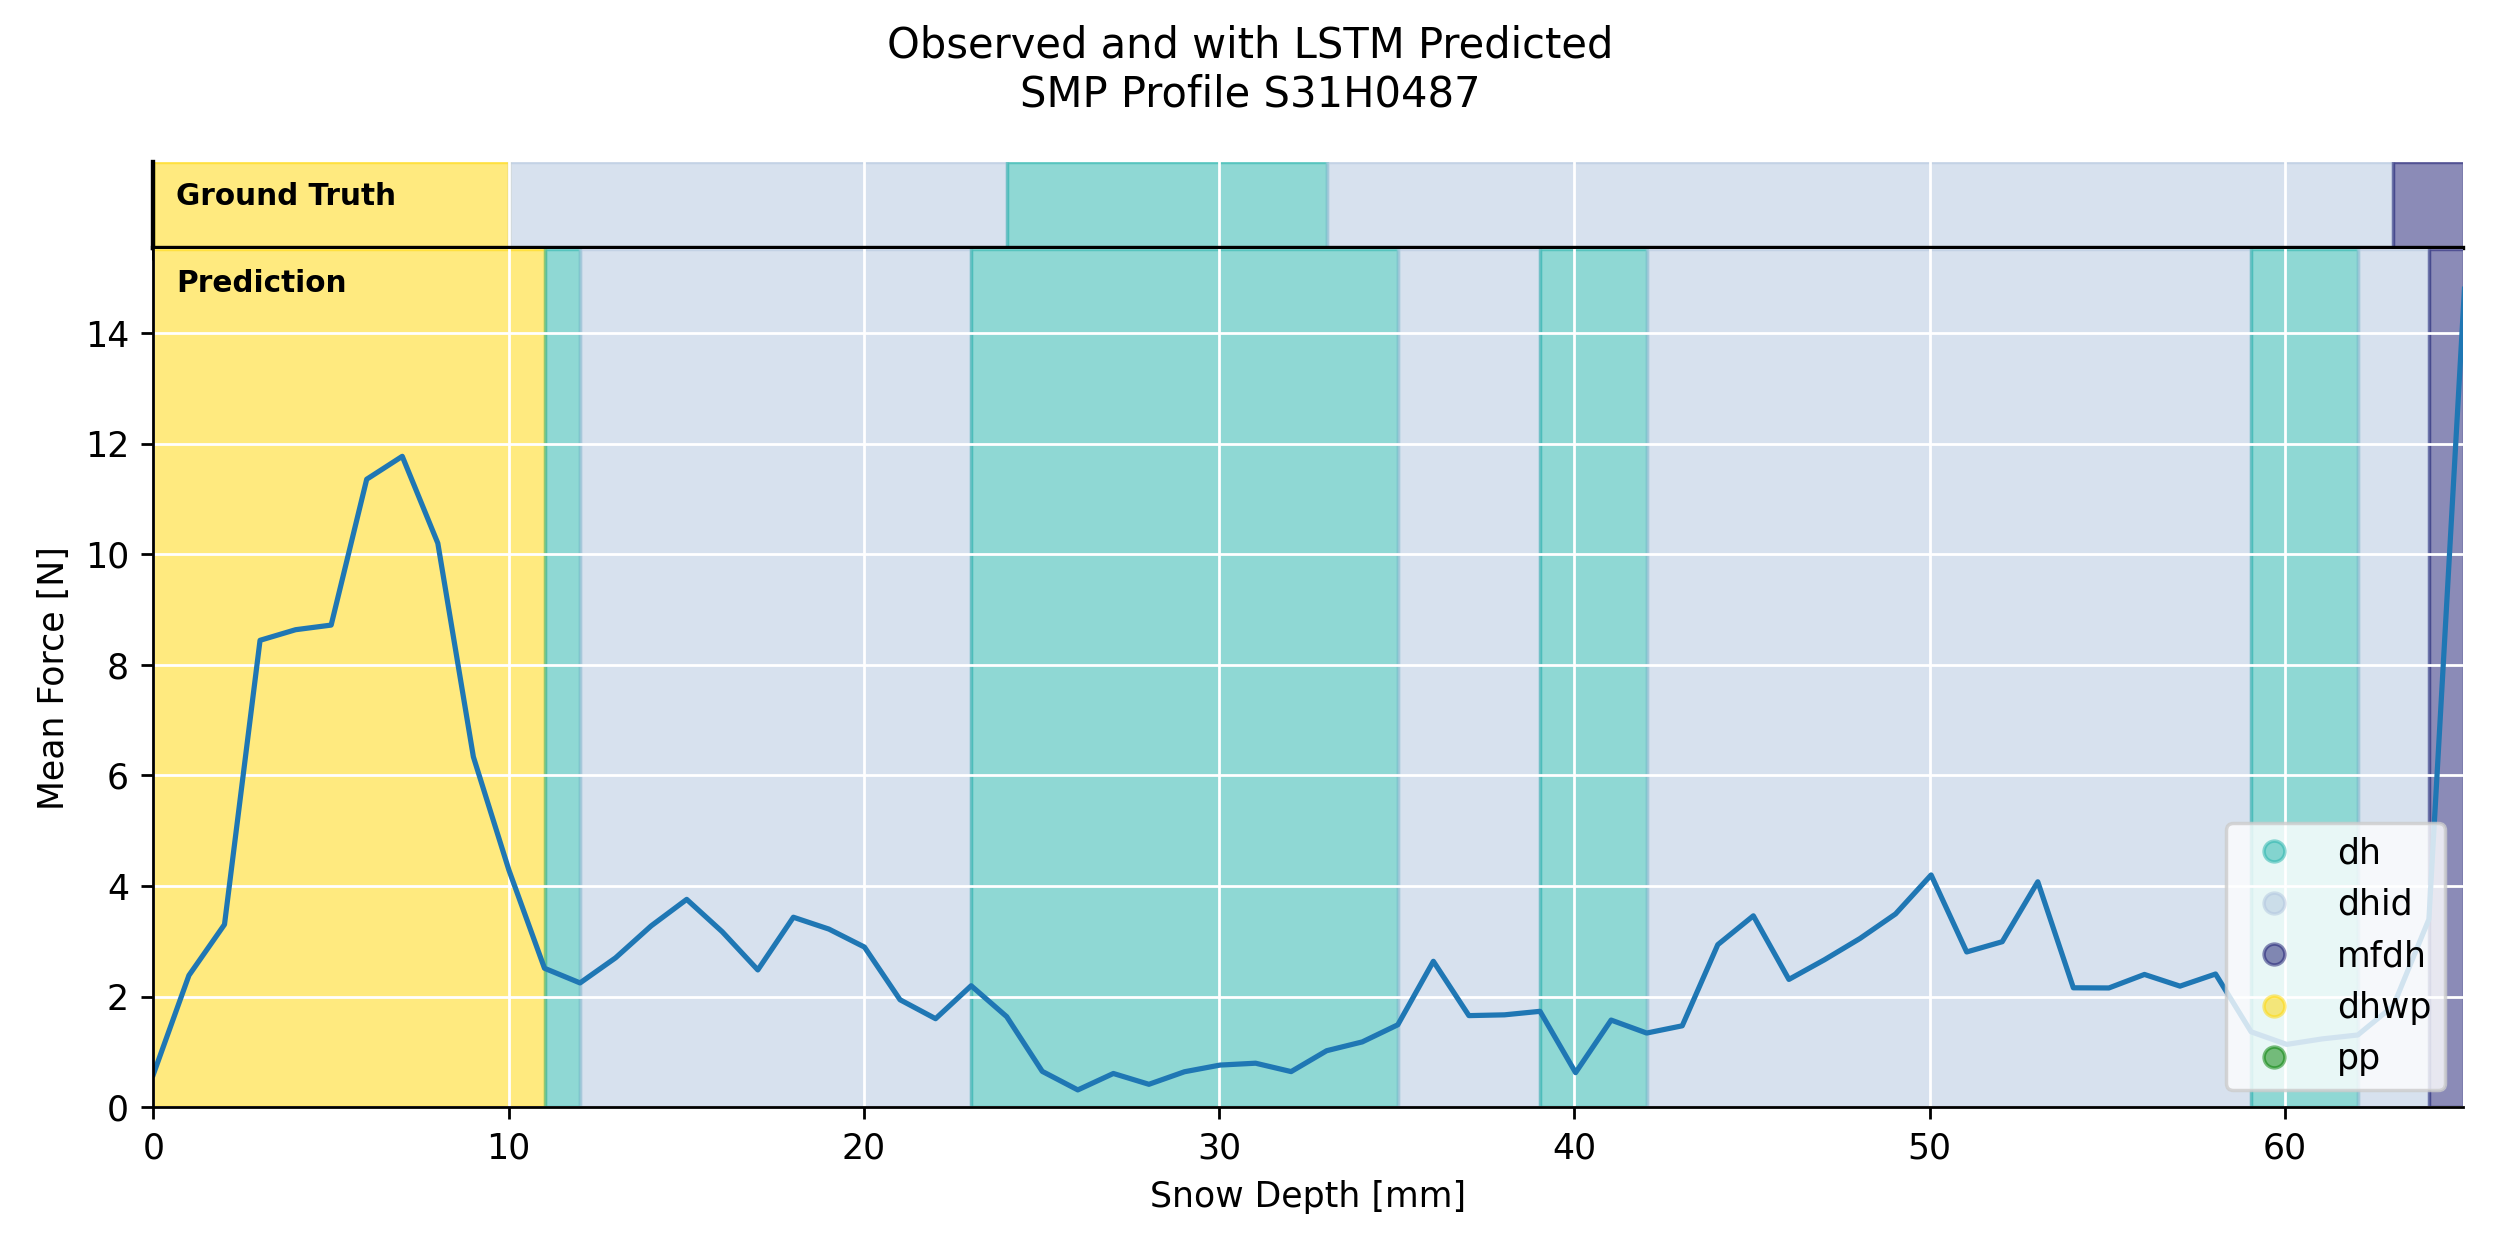 Observed and with LSTM Predicted
SMP Profile S31H0487
Ground Truth
Prediction
14
12
10
8
6
4
2
0
Mean Force [N]
dh
dhid
mfdh
dhwp
pp
0 10 20 30 40 50 60
Snow Depth [mm]